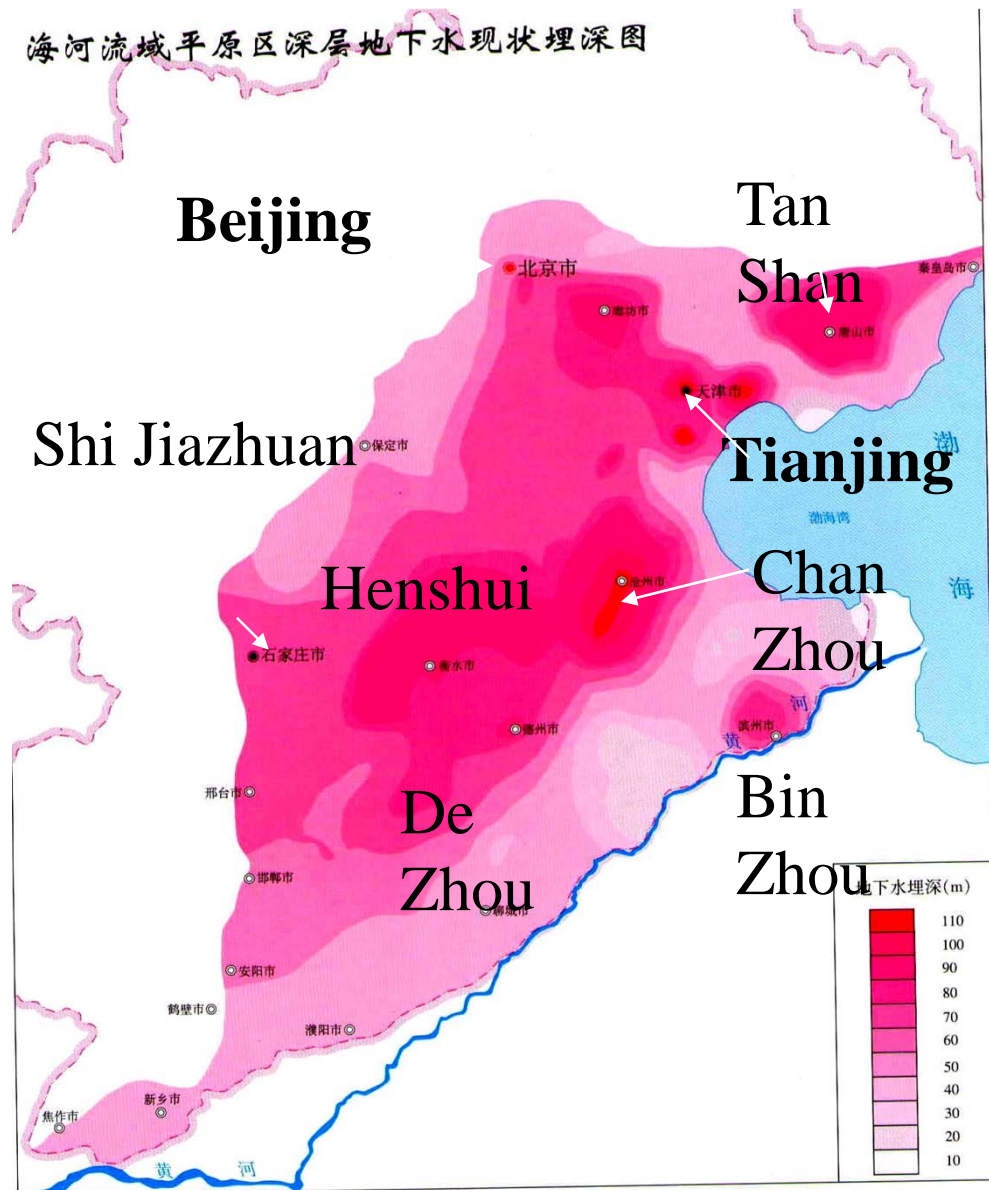 海河流域平原区深层地下水现状埋深图
Beijing
Tan
Shan
北京市
秦皇岛市
廊坊市
唐山市
天津市
Shi Jiazhuan
保定市
渤
Tianjing
渤海湾
Henshui
沧州市
Chan
Zhou
海
石家庄市
衡水市
德州市
滨州市
河
黄
邢台市
De
Zhou
Bin
Zhou
邯郸市
聊城市
地下水埋深(m)
110
100
90
80
70
60
50
40
30
20
10
安阳市
鹤壁市
濮阳市
新乡市
焦作市
黄
河